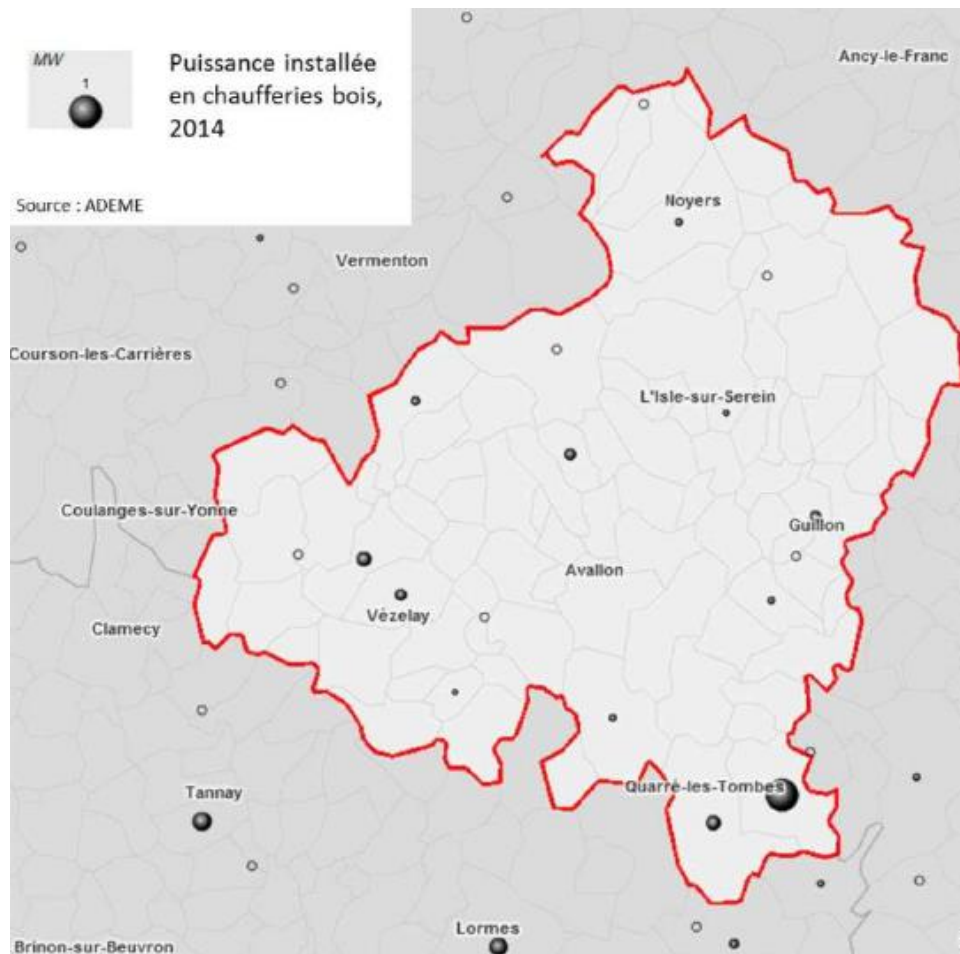 MW
1
Puissance installée
en chaufferies bois,
2014
Source : ADEME
Ancy-le-Franc
Noyers
Vermenton
Courson-les-Carrières
L'Isle-sur-Serein
Coulanges-sur-Yonne
Guillon
Avallon
Vézelay
Clamecy
Quarré-les-Tombes
Tannay
Lormes
Brinon-sur-Beuvron